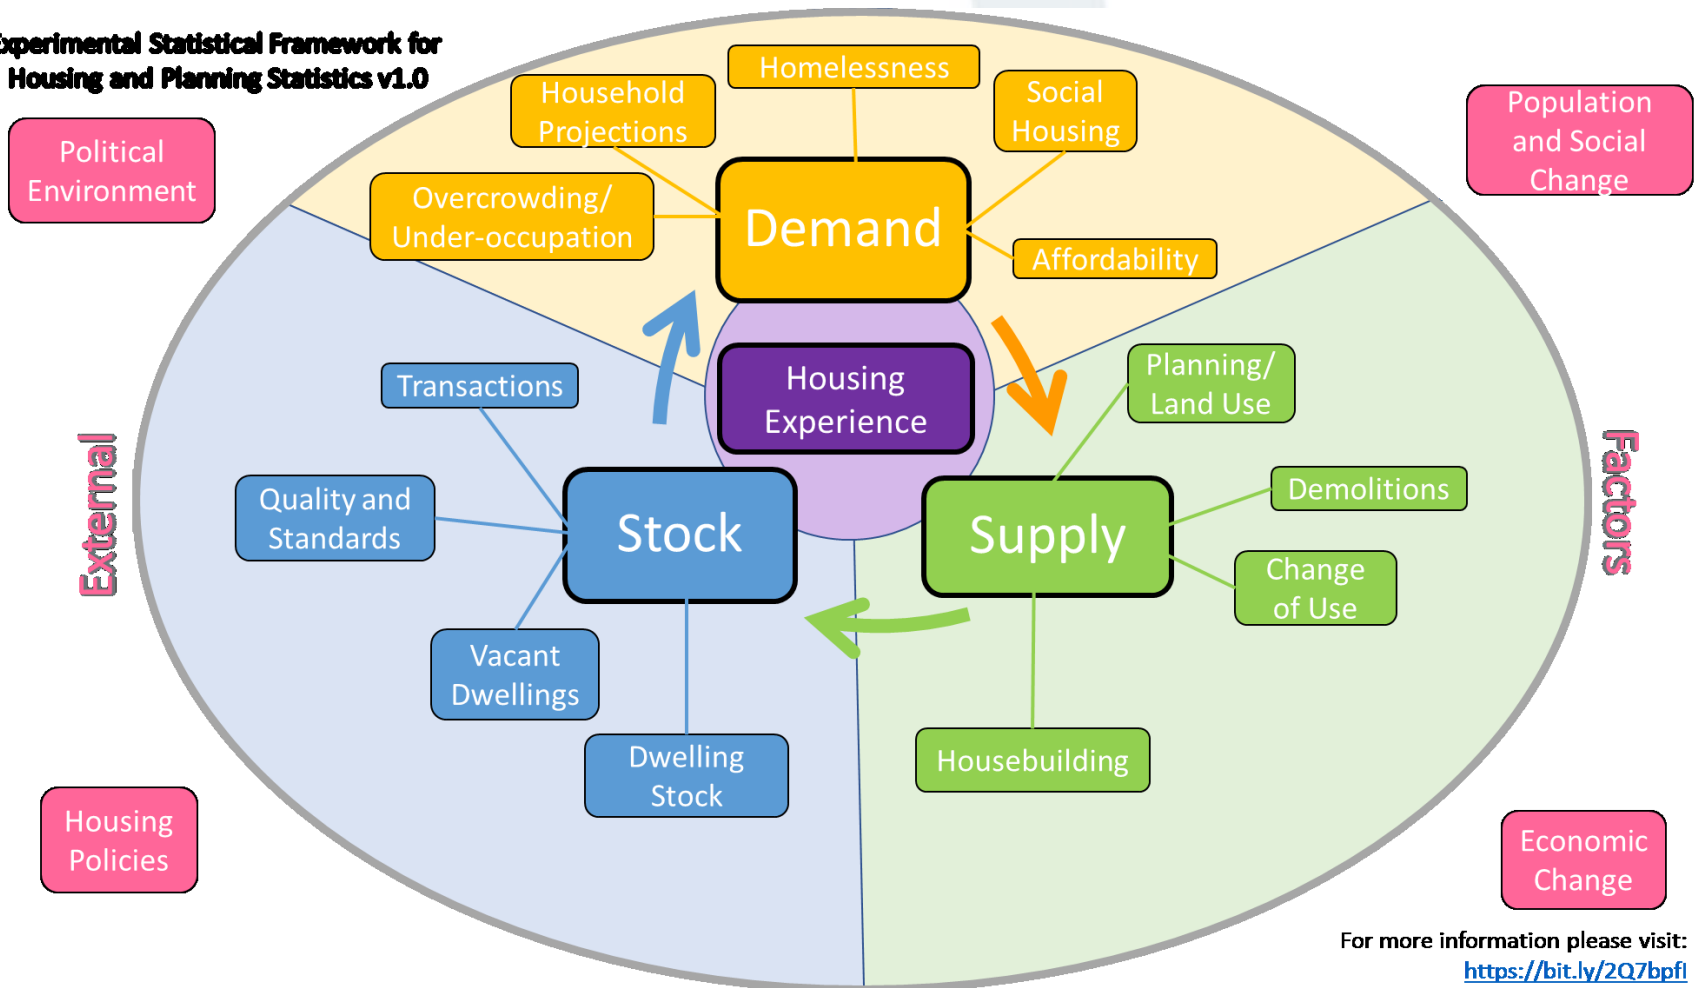 Experimental Statistical Framework for
Housing and Planning Statistics v1.0
Political
Environment
Population
and Social
Change
Homelessness
Household
Projections
Social
Housing
Overcrowding/
Under-occupation
Demand
Affordability
Housing
Experience
Transactions
Planning/
Land Use
Quality and
Standards
Stock
Supply
Demolitions
Change
of Use
Vacant
Dwellings
Dwelling
Stock
Housebuilding
External
Factors
Housing
Policies
Economic
Change
For more information please visit:
https://bit.ly/2Q7bpfI